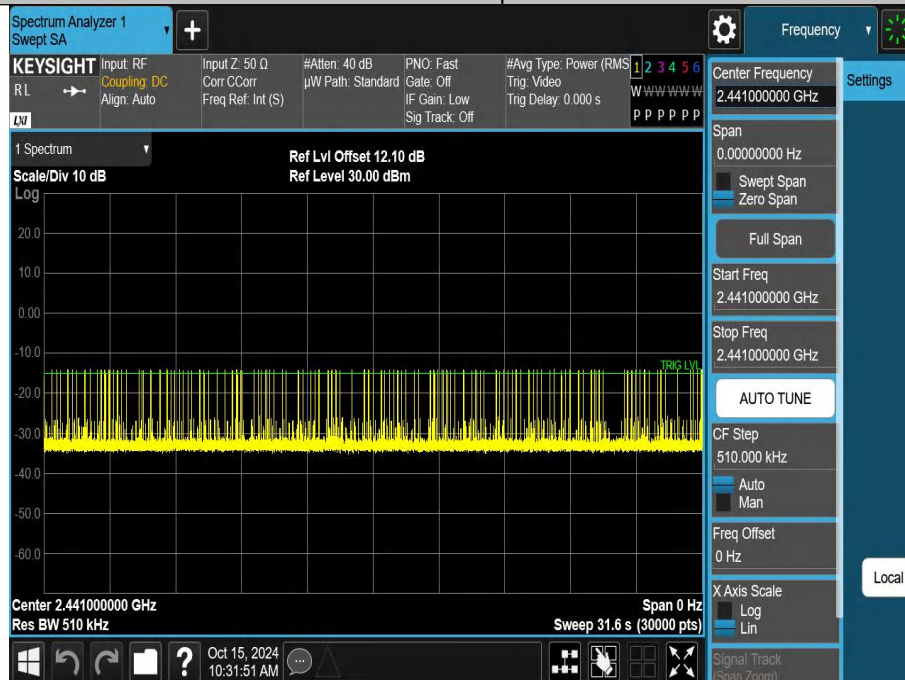 Spectrum Analyzer 1
Swept SA
+
Frequency
KEYSIGHT
RL
LXI
Input: RF
Coupling: DC
Align: Auto
Input Z: 50 Ω
Corr CCorr
Freq Ref: Int (S)
#Atten: 40 dB
µW Path: Standard
PNO: Fast
Gate: Off
IF Gain: Low
Sig Track: Off
#Avg Type: Power (RMS
Trig: Video
Trig Delay: 0.000 s
1 2 3 4 5 6
W W W W W W
P P P P P P
1 Spectrum
Scale/Div 10 dB
Log
Ref Lvl Offset 12.10 dB
Ref Level 30.00 dBm
20.0
10.0
0.00
-10.0
-20.0
-30.0
-40.0
-50.0
-60.0
TRIG LVL
Center 2.441000000 GHz
Res BW 510 kHz
Span 0 Hz
Sweep 31.6 s (30000 pts)
Center Frequency
2.441000000 GHz
Settings
Span
0.00000000 Hz
Swept Span
Zero Span
Full Span
Start Freq
2.441000000 GHz
Stop Freq
2.441000000 GHz
AUTO TUNE
CF Step
510.000 kHz
Auto
Man
Freq Offset
0 Hz
Local
X Axis Scale
Log
Lin
Signal Track
(Span Zoom)
?
Oct 15, 2024
10:31:51 AM